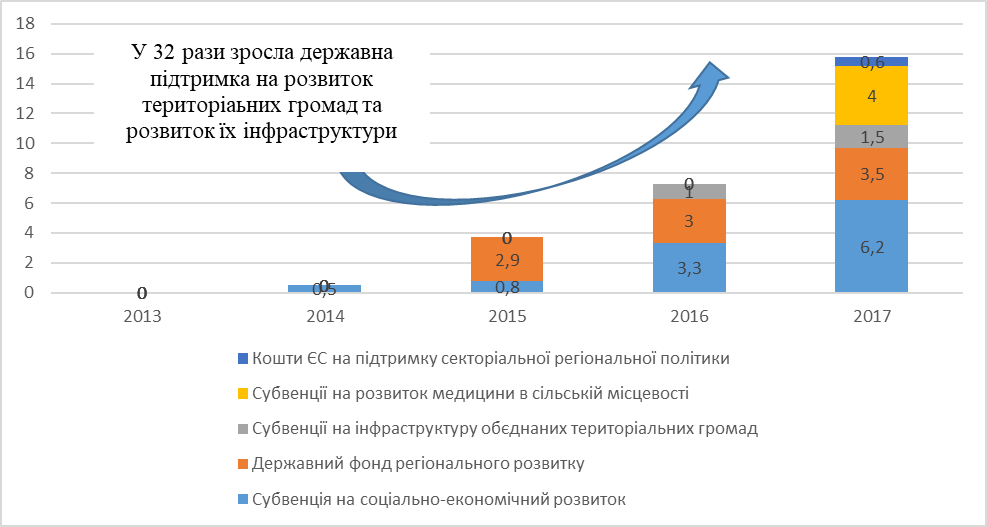 18
16
14
12
10
8
6
4
2
0
У 32 рази зросла державна
підтримка на розвиток
територіаьних громад та
розвиток їх інфраструктури
0
0
0,5
0
2,9
0,8
0
1
3
3,3
0,6
4
1,5
3,5
6,2
2013 2014 2015 2016 2017
Кошти ЄС на підтримку секторіальної регіональної політики
Субвенції на розвиток медицини в сільській місцевості
Субвенції на інфраструктуру обєднаних територіальних громад
Державний фонд регіонального розвитку
Субвенція на соціально-економічний розвиток